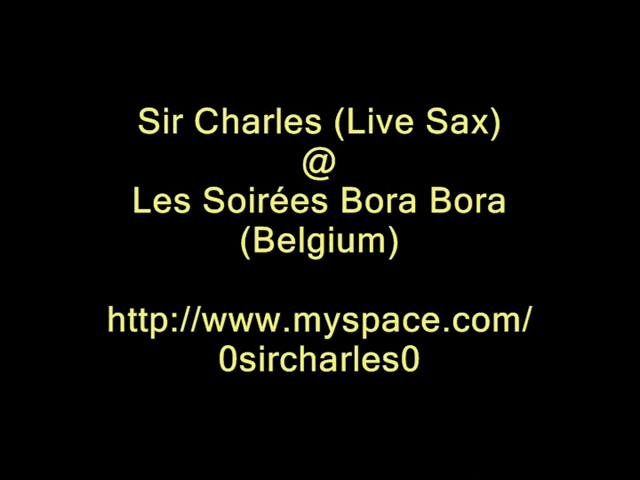 Sir Charles (Live Sax)
@
Les Soirées Bora Bora
(Belgium)
http://www.myspace.com/
0sircharles0